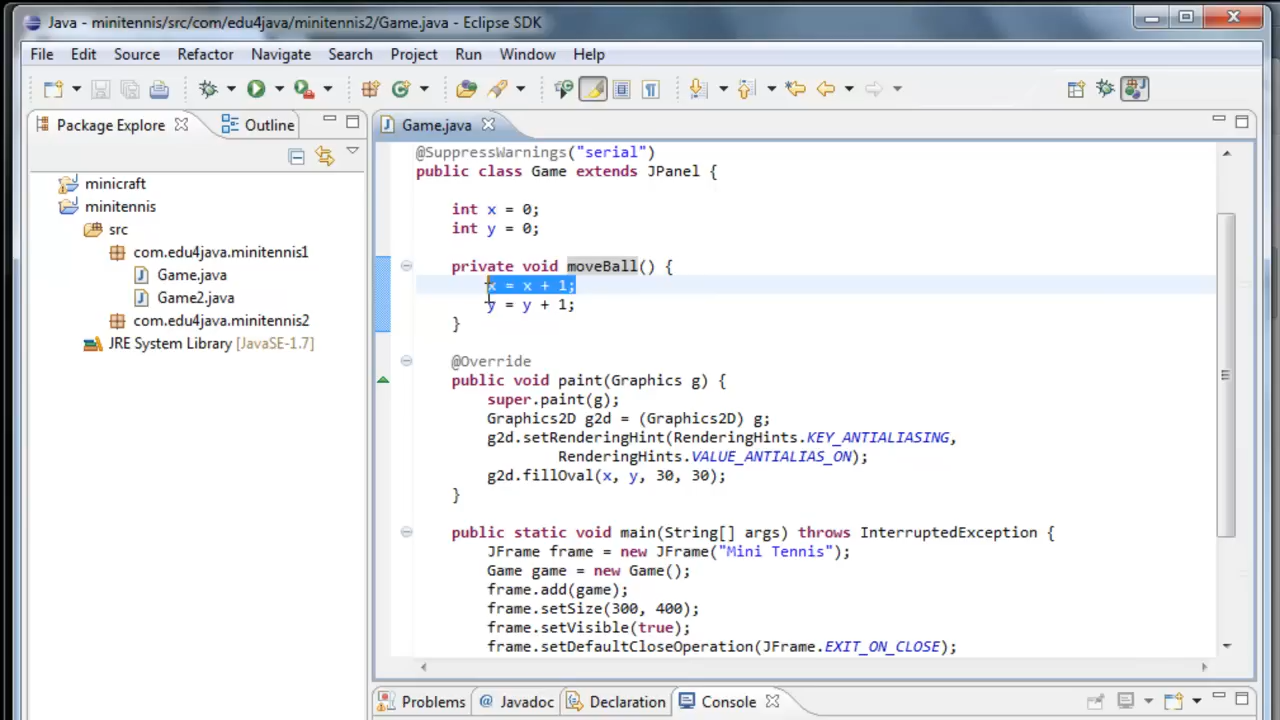 Java - minitennis/src/com/edu4java/minitennis2/Game.java - Eclipse SDK
File Edit Source Refactor Navigate Search Project Run Window Help
Package Explore Outline
minicraft
minitennis
src
com.edu4java.minitennis1
Game.java
Game2.java
com.edu4java.minitennis2
JRE System Library [JavaSE-1.7]
Game.java
@SuppressWarnings("serial")
public class Game extends JPanel {
int x = 0;
int y = 0;
private void moveBall() {
x = x + 1;
y = y + 1;
}
@Override
public void paint(Graphics g) {
super.paint(g);
Graphics2D g2d = (Graphics2D) g;
g2d.setRenderingHint(RenderingHints.KEY_ANTIALIASING,
RenderingHints.VALUE_ANTIALIAS_ON);
g2d.fillOval(x, y, 30, 30);
}
public static void main(String[] args) throws InterruptedException {
JFrame frame = new JFrame("Mini Tennis");
Game game = new Game();
frame.add(game);
frame.setSize(300, 400);
frame.setVisible(true);
frame.setDefaultCloseOperation(JFrame.EXIT_ON_CLOSE);
Problems @ Javadoc Declaration Console